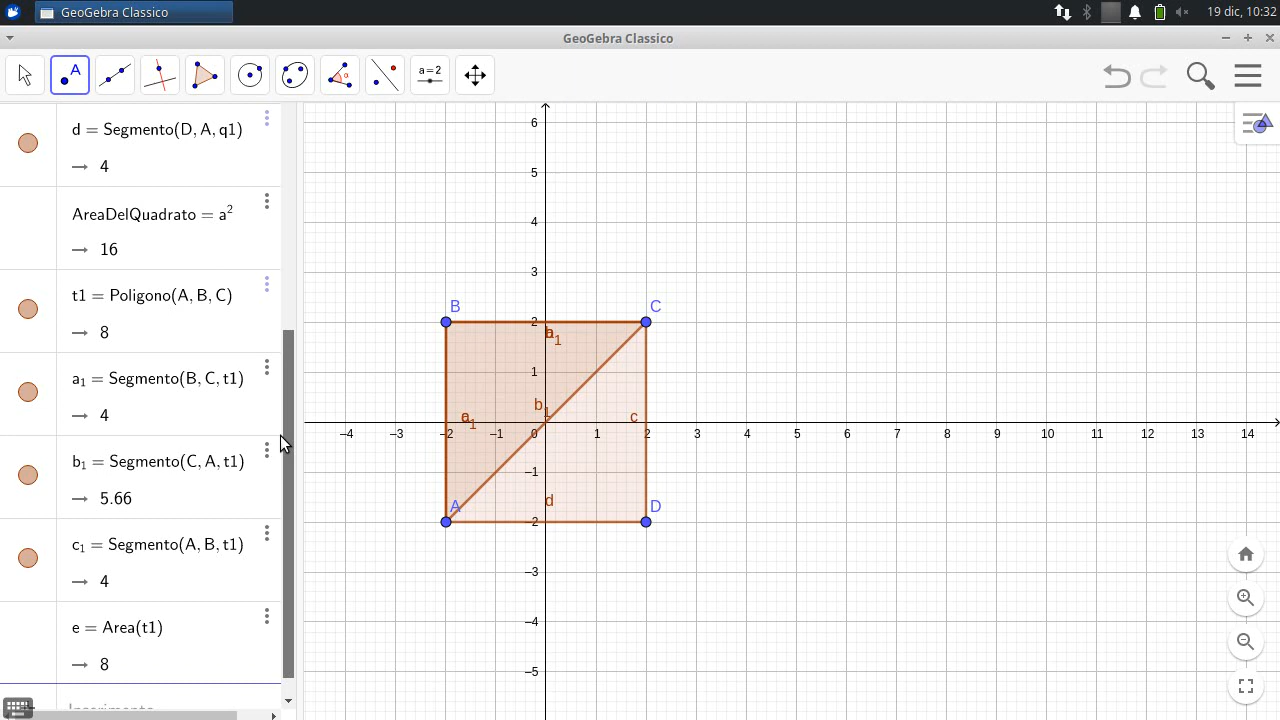 GeoGebra Classico
19 dic, 10:32
GeoGebra Classico
A
α
a=2
d = Segmento(D, A, q1)
→ 4
AreaDelQuadrato = a²
→ 16
t1 = Poligono(A, B, C)
→ 8
a₁ = Segmento(B, C, t1)
→ 4
b₁ = Segmento(C, A, t1)
→ 5.66
c₁ = Segmento(A, B, t1)
→ 4
e = Area(t1)
→ 8
6
5
4
3
B
C
2
1
b₁
c
−4 −3 −2 −1 0 1 2 3 4 5 6 7 8 9 10 11 12 13 14
−1
A
d
D
−2
−3
−4
−5